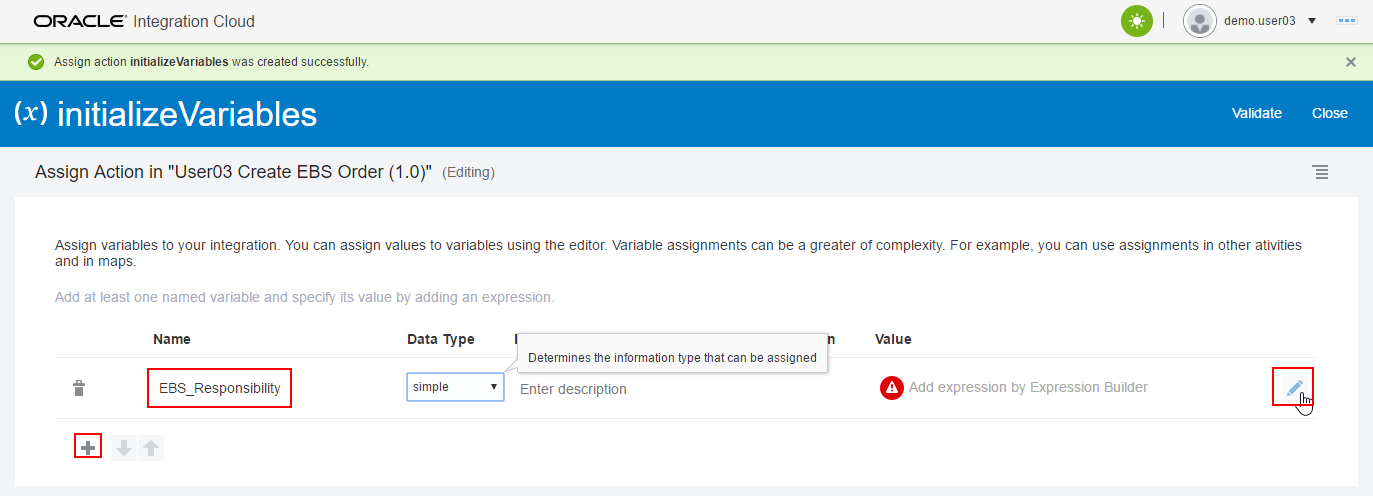 ORACLE® Integration Cloud
demo.user03
Assign action initializeVariables was created successfully.
(x) initializeVariables
Validate Close
Assign Action in "User03 Create EBS Order (1.0)" (Editing)
Assign variables to your integration. You can assign values to variables using the editor. Variable assignments can be a greater of complexity. For example, you can use assignments in other ativities
and in maps.
Add at least one named variable and specify its value by adding an expression.
Name Data Type Value
Determines the information type that can be assigned
EBS_Responsibility simple Enter description Add expression by Expression Builder